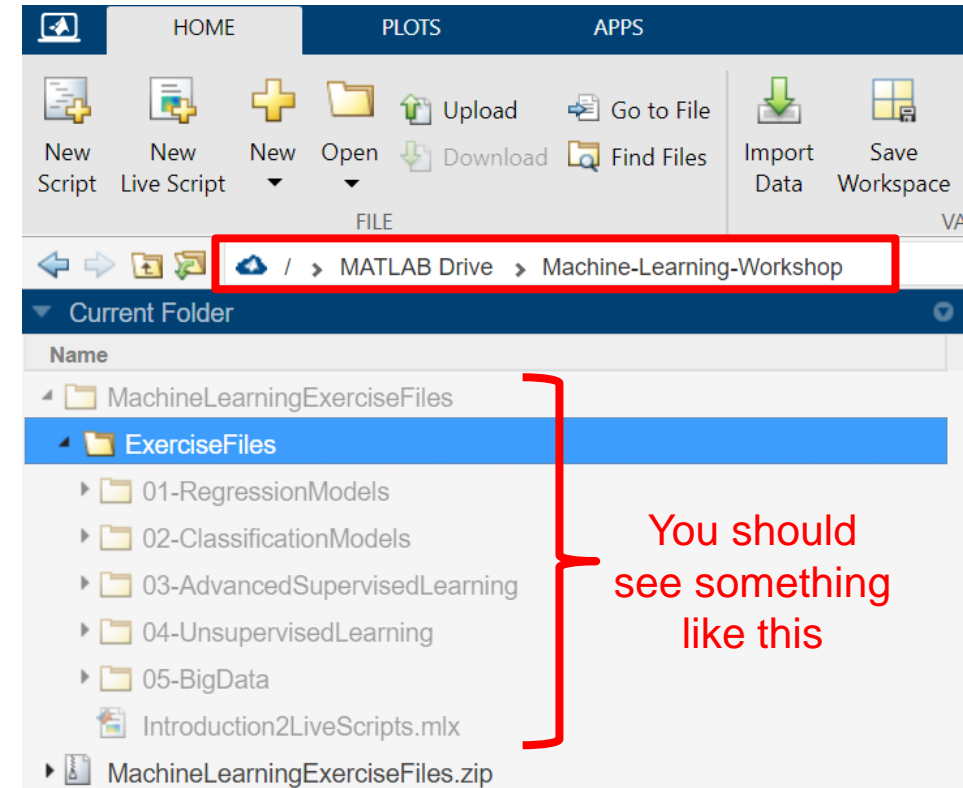 HOME PLOTS APPS
Upload Go to File
New New New Open Download Find Files Import Save
Script Live Script Data Workspace
FILE VA
/ > MATLAB Drive > Machine-Learning-Workshop
Current Folder
Name
MachineLearningExerciseFiles
ExerciseFiles
01-RegressionModels
02-ClassificationModels
03-AdvancedSupervisedLearning
04-UnsupervisedLearning
05-BigData
Introduction2LiveScripts.mlx
MachineLearningExerciseFiles.zip
You should
see something
like this